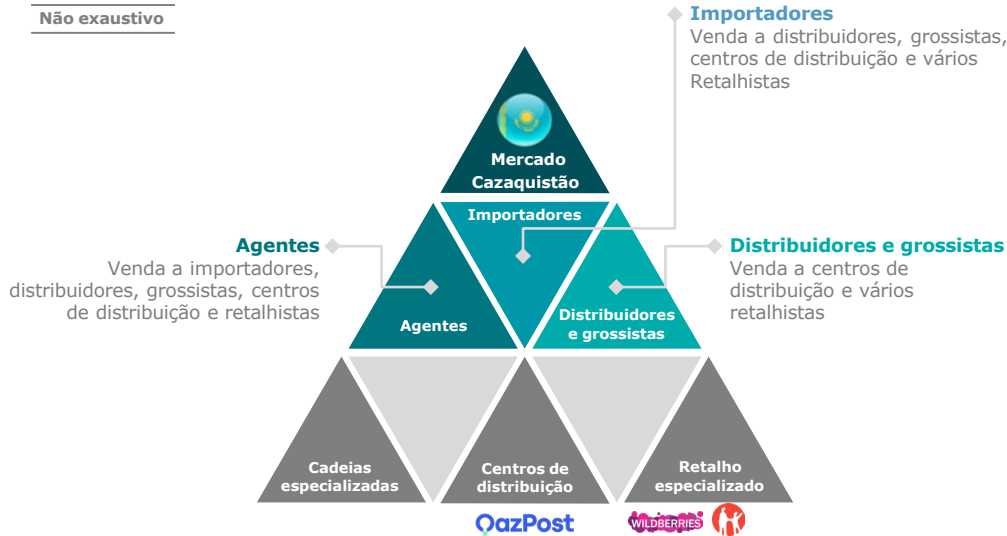 Não exaustivo
Importadores
Venda a distribuidores, grossistas,
centros de distribuição e vários
Retalhistas
Mercado
Cazaquistão
Importadores
Agentes
Venda a importadores,
distribuidores, grossistas, centros
de distribuição e retalhistas
Distribuidores e grossistas
Venda a centros de
distribuição e vários
retalhistas
Agentes
Distribuidores
e grossistas
Cadeias
especializadas
Centros de
distribuição
Retalho
especializado
QazPost
WILDBERRIES